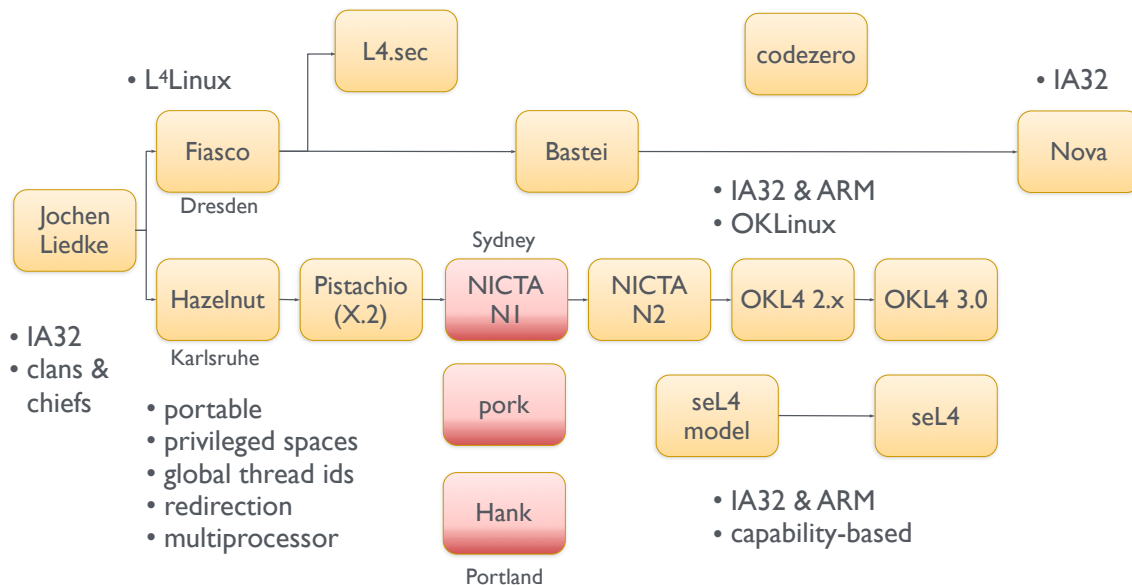 L4.sec
codezero
• L⁴Linux
• IA32
Fiasco
Bastei
Nova
Dresden
Jochen
Liedke
• IA32 & ARM
• OKLinux
Sydney
Hazelnut
Pistachio
(X.2)
NICTA
N1
NICTA
N2
OKL4 2.x
OKL4 3.0
Karlsruhe
• IA32
• clans &
chiefs
• portable
• privileged spaces
• global thread ids
• redirection
• multiprocessor
pork
seL4
model
seL4
Hank
• IA32 & ARM
• capability-based
Portland